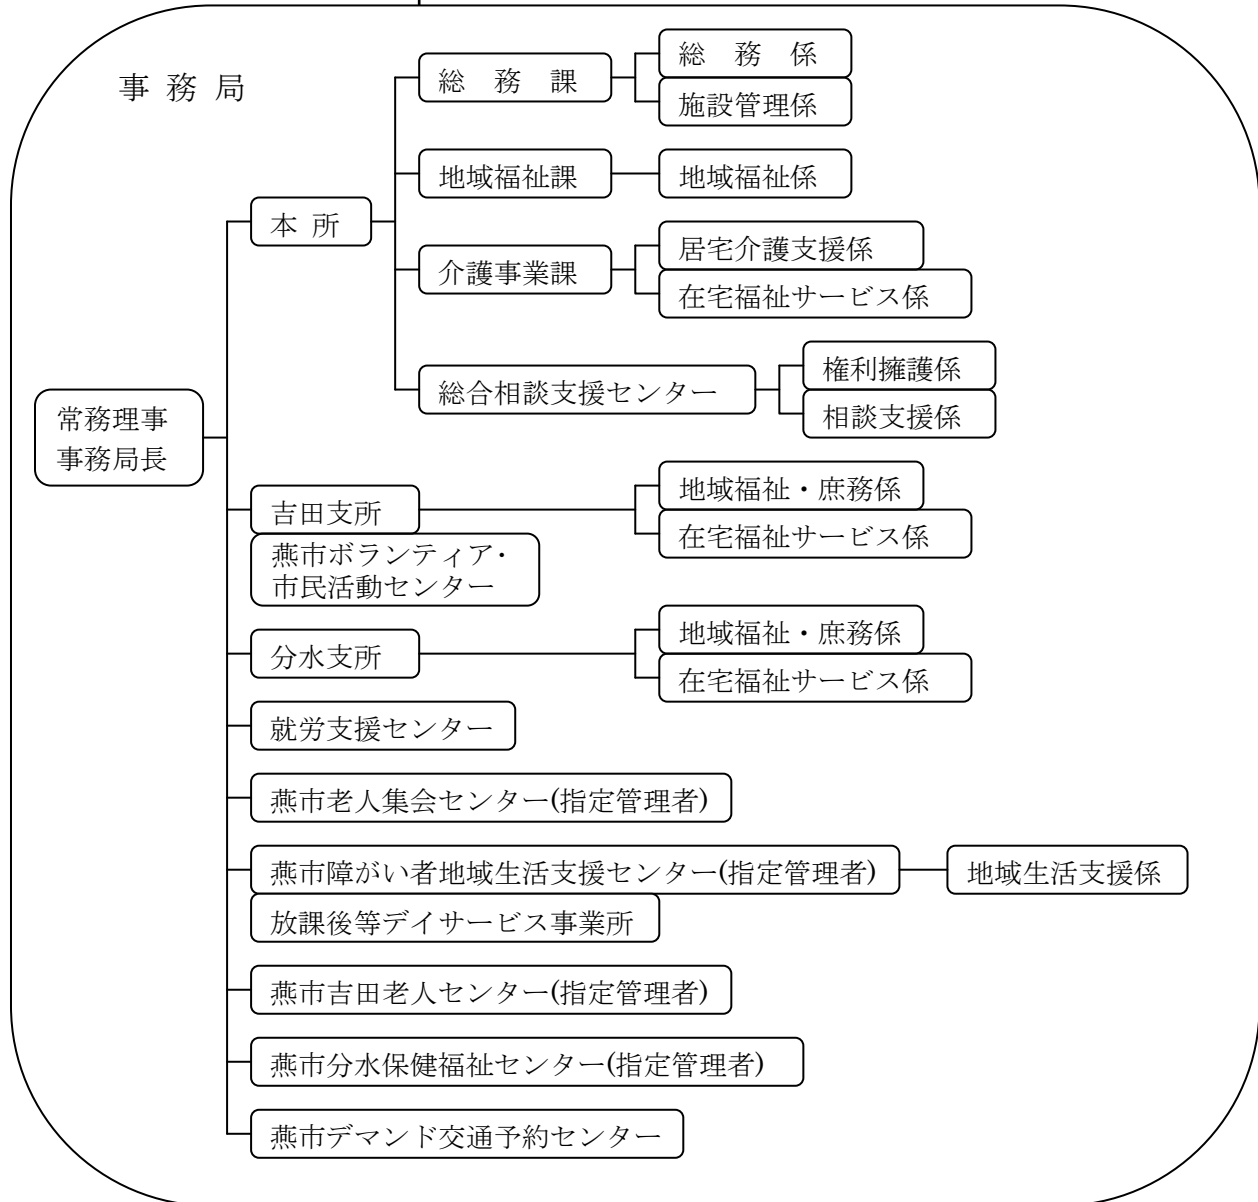 事 務 局
総 務 課
総 務 係
施設管理係
地域福祉課
地域福祉係
本 所
介護事業課
居宅介護支援係
在宅福祉サービス係
総合相談支援センター
権利擁護係
相談支援係
常務理事
事務局長
吉田支所
地域福祉・庶務係
在宅福祉サービス係
燕市ボランティア・
市民活動センター
分水支所
地域福祉・庶務係
在宅福祉サービス係
就労支援センター
燕市老人集会センター(指定管理者)
燕市障がい者地域生活支援センター(指定管理者)
地域生活支援係
放課後等デイサービス事業所
燕市吉田老人センター(指定管理者)
燕市分水保健福祉センター(指定管理者)
燕市デマンド交通予約センター